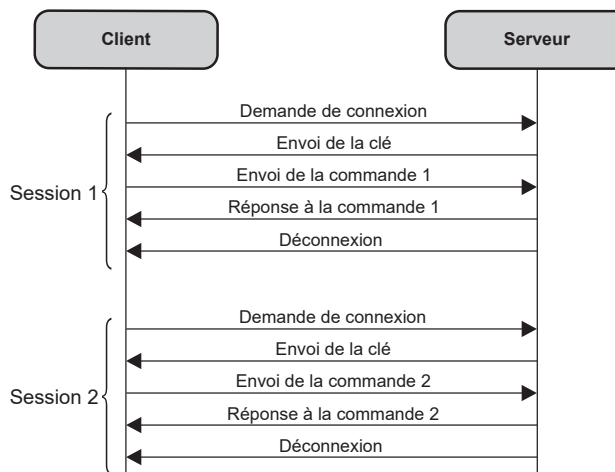 Client
Serveur
Demande de connexion
Envoi de la clé
Envoi de la commande 1
Session 1
Réponse à la commande 1
Déconnexion
Demande de connexion
Envoi de la clé
Envoi de la commande 2
Session 2
Réponse à la commande 2
Déconnexion